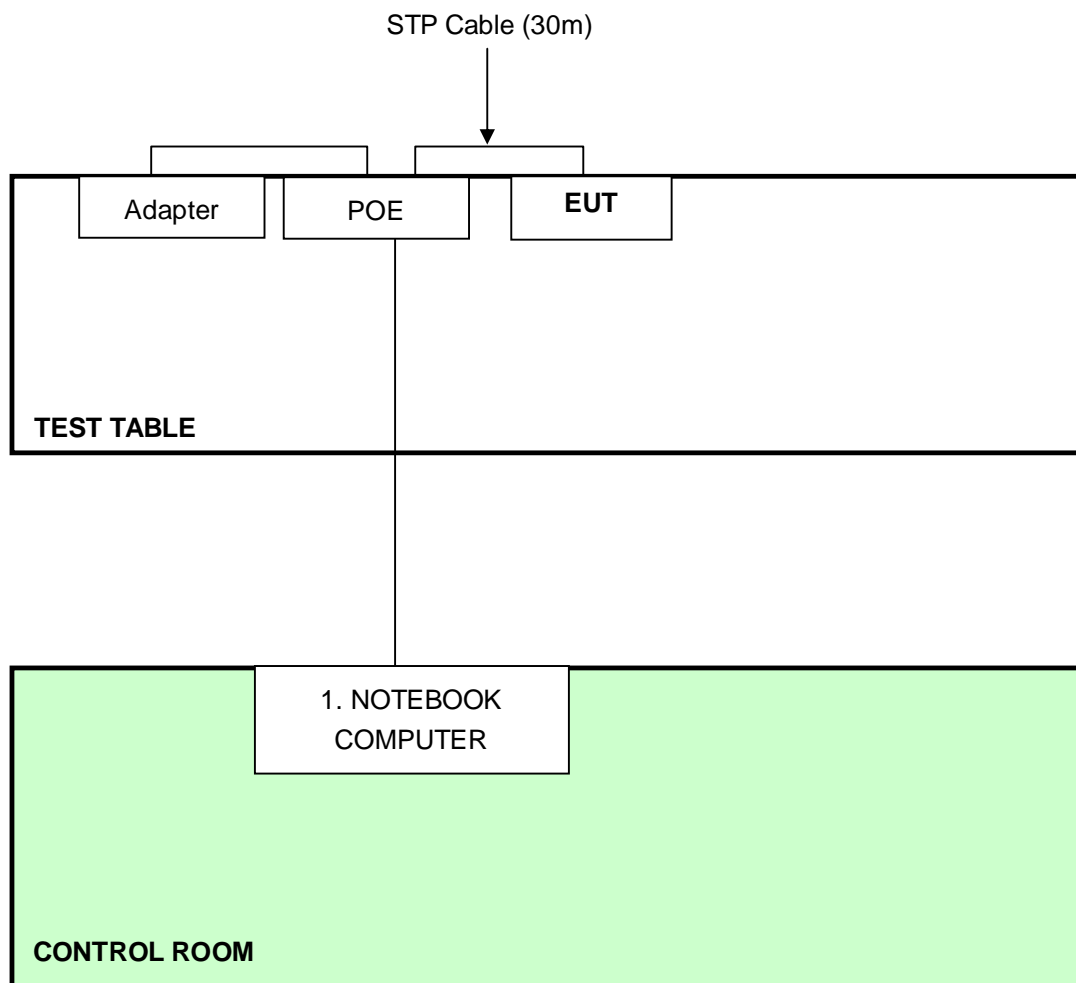 STP Cable (30m)
Adapter
POE
EUT
TEST TABLE
1. NOTEBOOK
COMPUTER
CONTROL ROOM